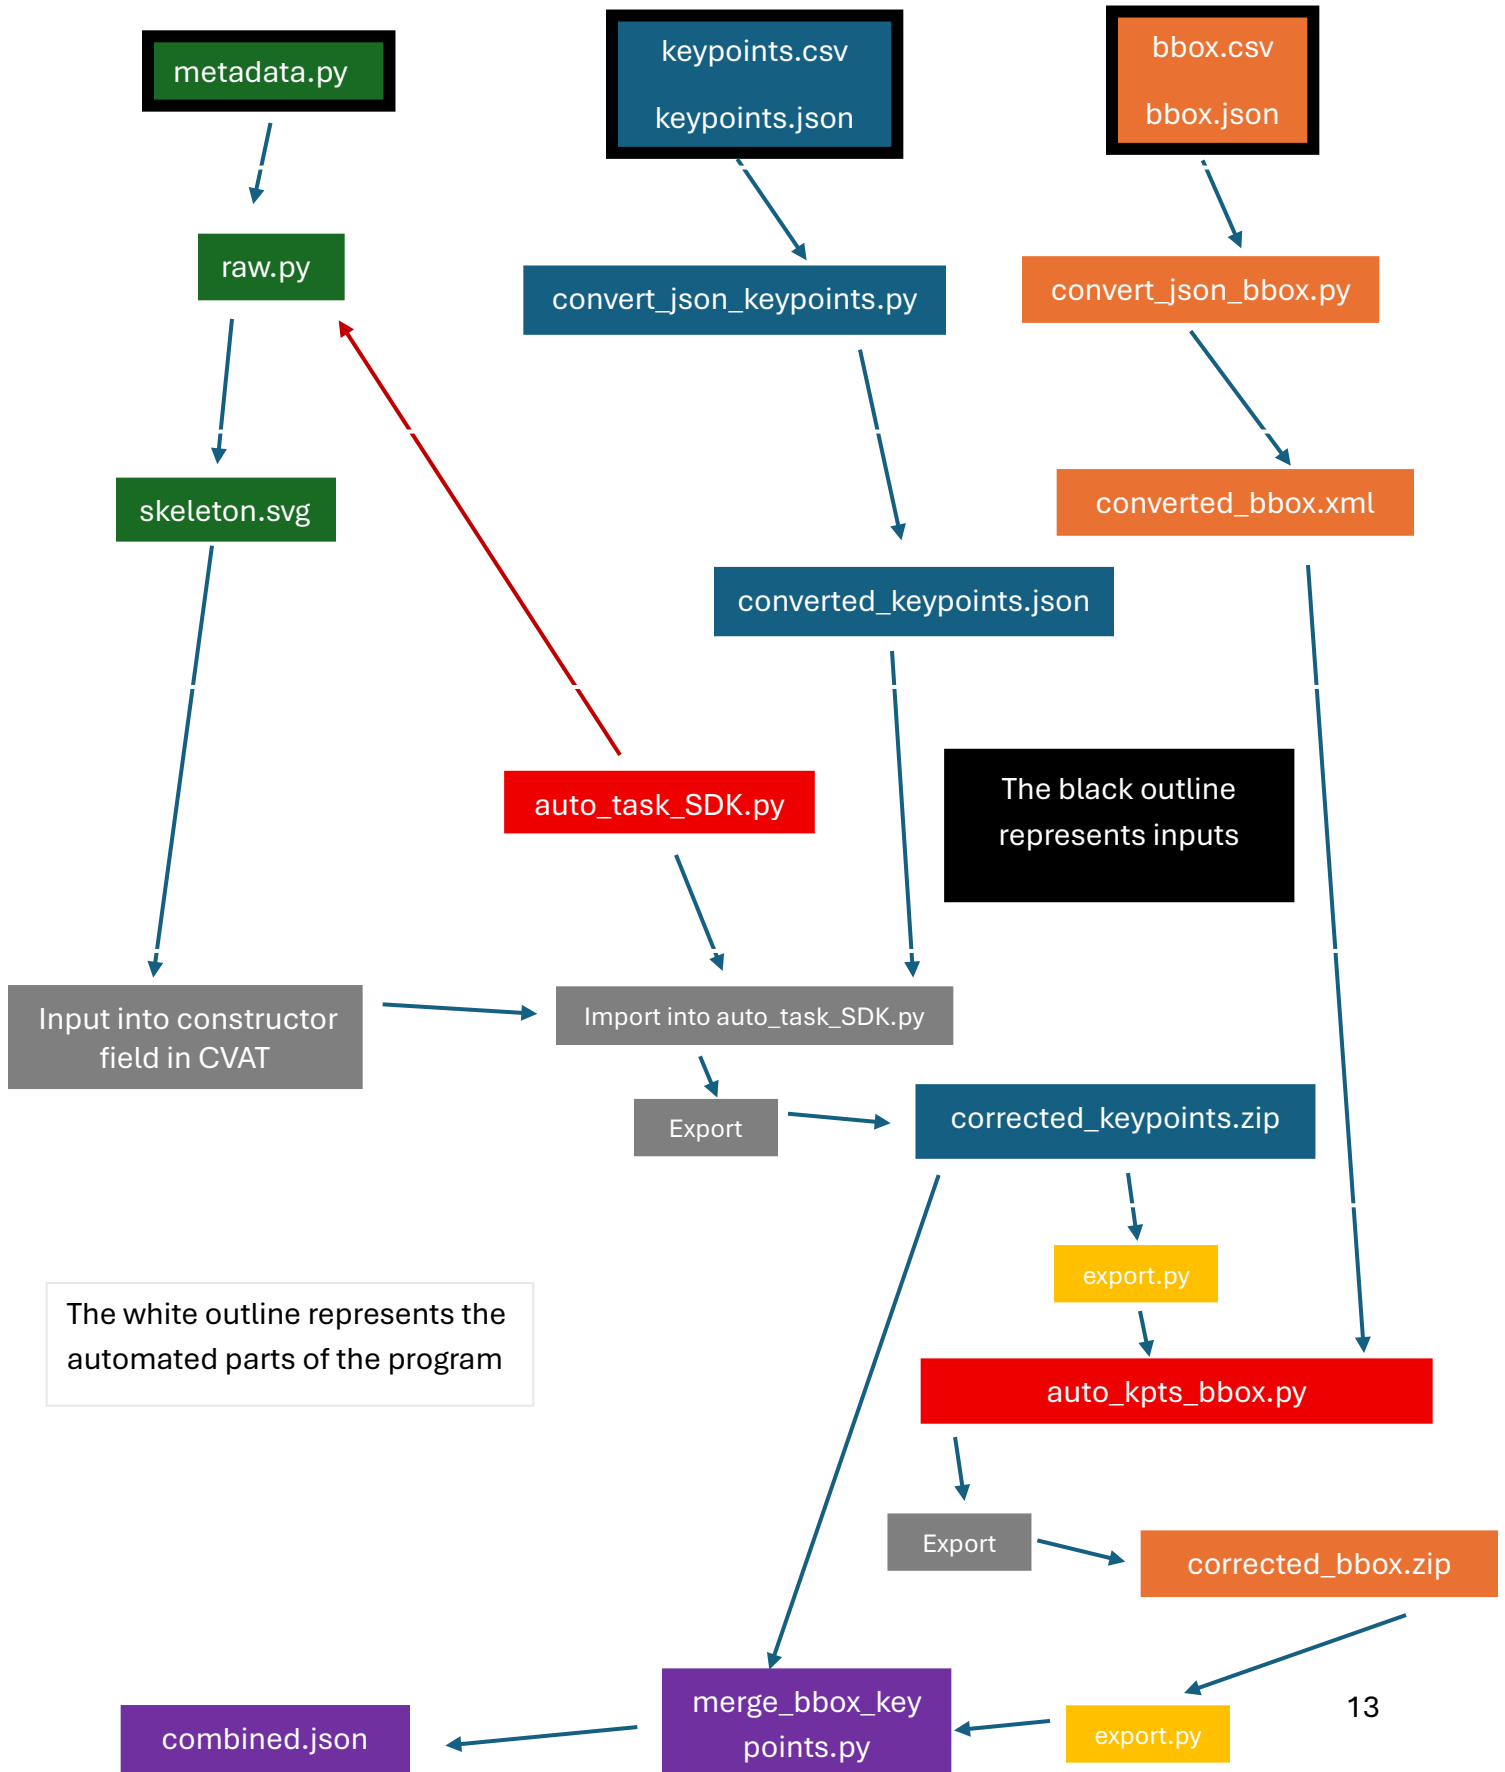 metadata.py
keypoints.csv
keypoints.json
bbox.csv
bbox.json
raw.py
convert_json_keypoints.py
convert_json_bbox.py
skeleton.svg
converted_bbox.xml
converted_keypoints.json
auto_task_SDK.py
The black outline
represents inputs
Input into constructor
field in CVAT
Import into auto_task_SDK.py
Export
corrected_keypoints.zip
export.py
The white outline represents the
automated parts of the program
auto_kpts_bbox.py
Export
corrected_bbox.zip
merge_bbox_key
points.py
combined.json
export.py
13